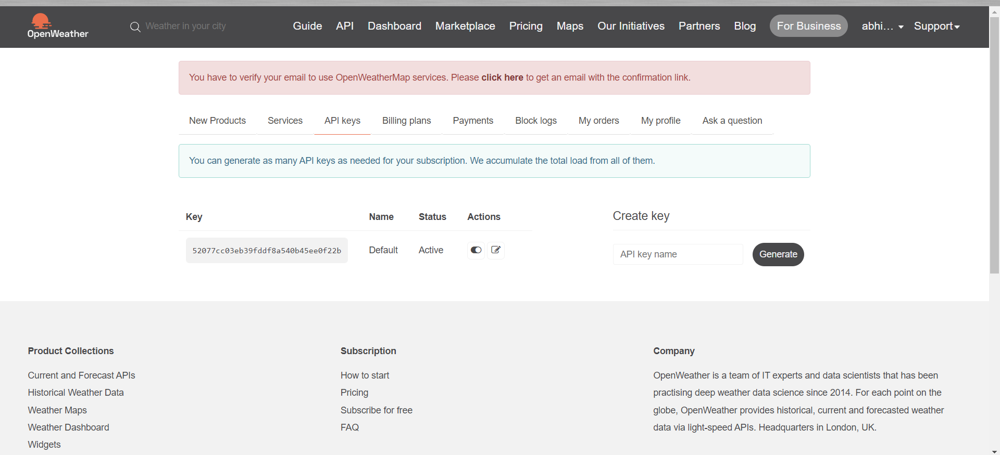 OpenWeather
Weather in your city
Guide API Dashboard Marketplace Pricing Maps Our Initiatives Partners Blog For Business abhi... Support
You have to verify your email to use OpenWeatherMap services. Please click here to get an email with the confirmation link.
New Products Services API keys Billing plans Payments Block logs My orders My profile Ask a question
You can generate as many API keys as needed for your subscription. We accumulate the total load from all of them.
Key Name Status Actions
52077cc03eb39fddf8a540b45ee0f22b Default Active
Create key
API key name Generate
Product Collections
Current and Forecast APIs
Historical Weather Data
Weather Maps
Weather Dashboard
Widgets
Subscription
How to start
Pricing
Subscribe for free
FAQ
Company
OpenWeather is a team of IT experts and data scientists that has been
practising deep weather data science since 2014. For each point on the
globe, OpenWeather provides historical, current and forecasted weather
data via light-speed APIs. Headquarters in London, UK.